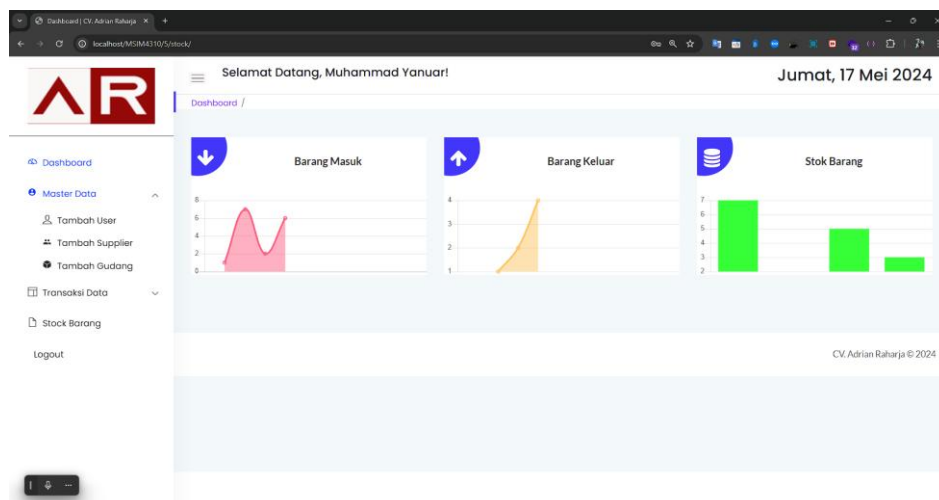 Dashboard | CV. Adrian Raharja
localhost/MSIM4310/5/stock/
AR
Selamat Datang, Muhammad Yanuar!
Jumat, 17 Mei 2024
Dashboard /
Dashboard
Master Data
Tambah User
Tambah Supplier
Tambah Gudang
Transaksi Data
Stock Barang
Logout
Barang Masuk
8
6
4
2
0
Barang Keluar
4
3
2
1
Stok Barang
7
6
5
4
3
2
CV. Adrian Raharja © 2024